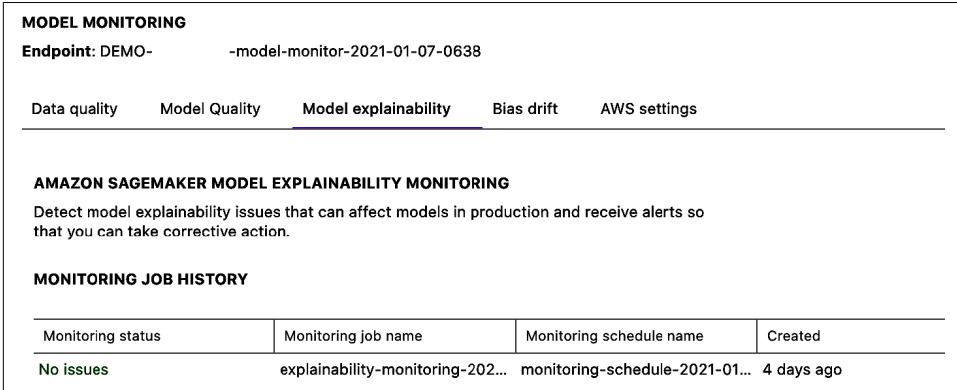 MODEL MONITORING
Endpoint: DEMO- -model-monitor-2021-01-07-0638
Data quality Model Quality Model explainability Bias drift AWS settings
AMAZON SAGEMAKER MODEL EXPLAINABILITY MONITORING
Detect model explainability issues that can affect models in production and receive alerts so
that you can take corrective action.
MONITORING JOB HISTORY
Monitoring status Monitoring job name Monitoring schedule name Created
No issues explainability-monitoring-202... monitoring-schedule-2021-01... 4 days ago